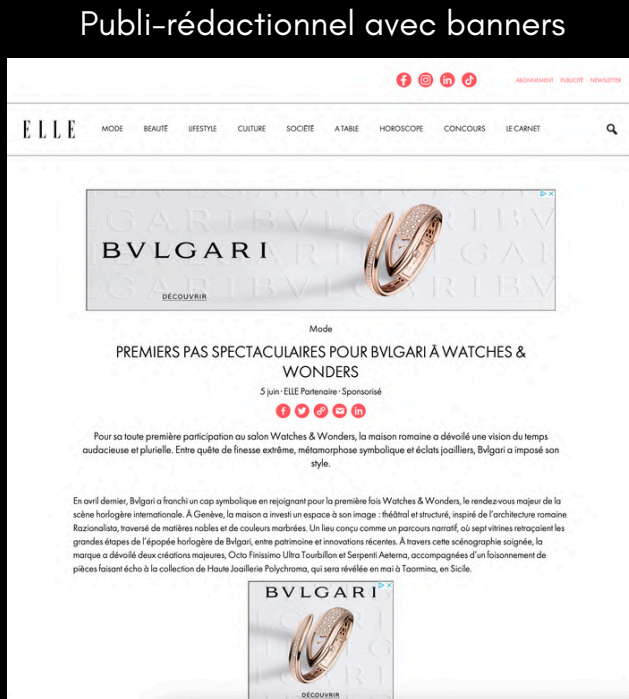 Publi-rédactionnel avec banners
ABONNEMENT PUBLICITÉ NEWSLETTER
ELLE MODE BEAUTÉ LIFESTYLE CULTURE SOCIÉTÉ A TABLE HOROSCOPE CONCOURS LE CARNET
BVLGARI
DÉCOUVRIR
Mode
PREMIERS PAS SPECTACULAIRES POUR BVLGARI À WATCHES &
WONDERS
5 juin · ELLE Partenaire · Sponsorisé
Pour sa toute première participation au salon Watches & Wonders, la maison romaine a dévoilé une vision du temps
audacieuse et plurielle. Entre quête de finesse extrême, métamorphose symbolique et éclats joailliers, Bvlgari a imposé son
style.
En avril dernier, Bvlgari a franchi un cap symbolique en rejoignant pour la première fois Watches & Wonders, le rendez-vous majeur de la
scène horlogère internationale. À Genève, la maison a investi un espace à son image : théâtral et structuré, inspiré de l'architecture romaine
Razionalista, traversé de matières nobles et de couleurs marbrées. Un lieu conçu comme un parcours narratif, où sept vitrines retraçaient les
grandes étapes de l'épopée horlogère de Bvlgari, entre patrimoine et innovations récentes. À travers cette scénographie soignée, la
marque a dévoilé deux créations majeures, Octo Finissimo Ultra Tourbillon et Serpenti Aeterna, accompagnées d'un foisonnement de
pièces faisant écho à la collection de Haute Joaillerie Polychroma, qui sera révélée en mai à Taormina, en Sicile.
BVLGARI
DÉCOUVRIR